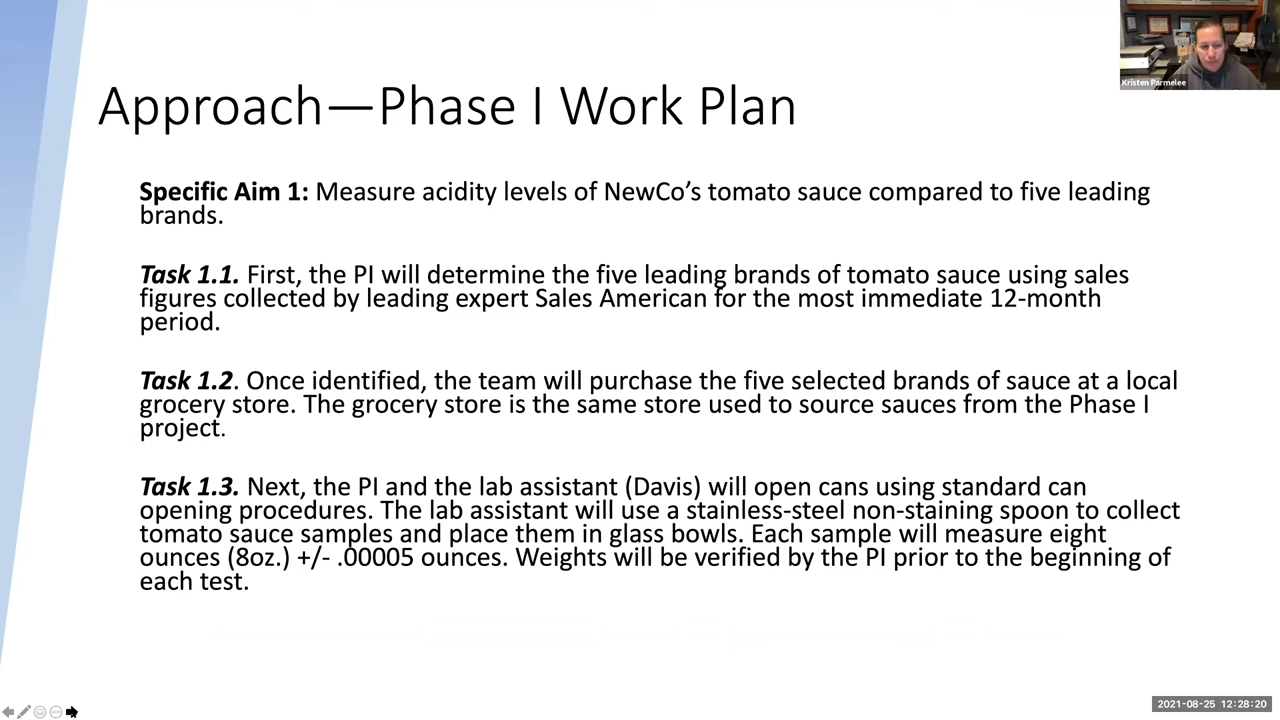 Kristen Parmelee
Approach—Phase I Work Plan
Specific Aim 1: Measure acidity levels of NewCo’s tomato sauce compared to five leading
brands.
Task 1.1. First, the PI will determine the five leading brands of tomato sauce using sales
figures collected by leading expert Sales American for the most immediate 12-month
period.
Task 1.2. Once identified, the team will purchase the five selected brands of sauce at a local
grocery store. The grocery store is the same store used to source sauces from the Phase I
project.
Task 1.3. Next, the PI and the lab assistant (Davis) will open cans using standard can
opening procedures. The lab assistant will use a stainless-steel non-staining spoon to collect
tomato sauce samples and place them in glass bowls. Each sample will measure eight
ounces (8oz.) +/- .00005 ounces. Weights will be verified by the PI prior to the beginning of
each test.
2021-08-25 12:28:20